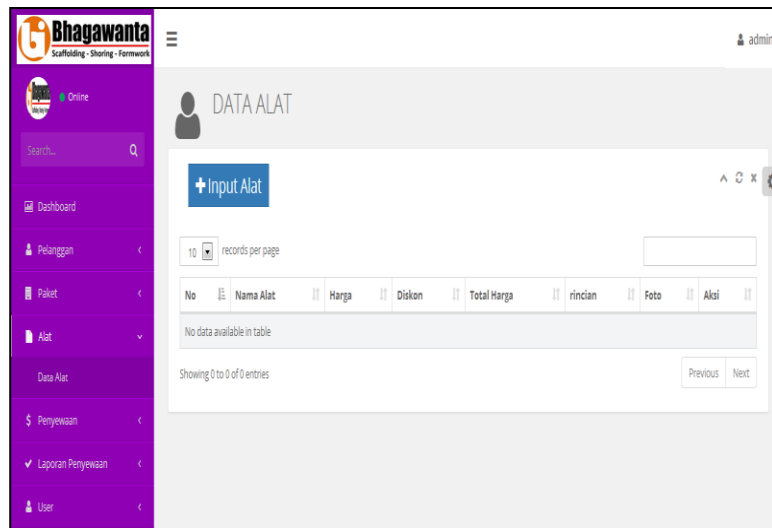 Bhagawanta
Scaffolding - Shoring - Formwork
admin
Online
Search...
Dashboard
Pelanggan
Paket
Alat
Data Alat
Penyewaan
Laporan Penyewaan
User
DATA ALAT
Input Alat
10 records per page
No Nama Alat Harga Diskon Total Harga rincian Foto Aksi
No data available in table
Showing 0 to 0 of 0 entries
Previous Next